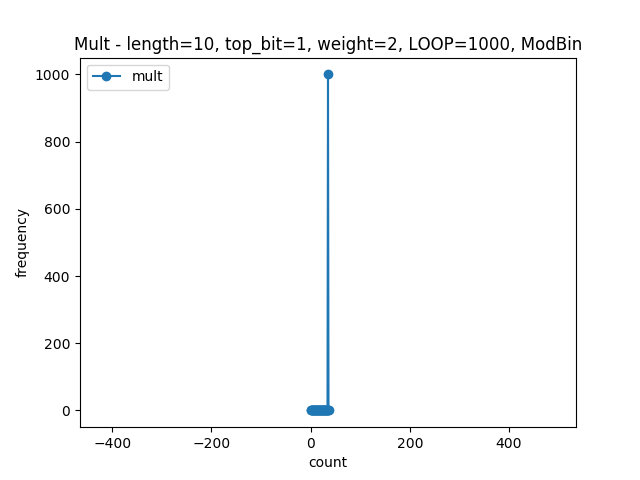 Mult - length=10, top_bit=1, weight=2, LOOP=1000, ModBin
mult
1000
800
600
400
200
0
frequency
−400
−200
0
200
400
count